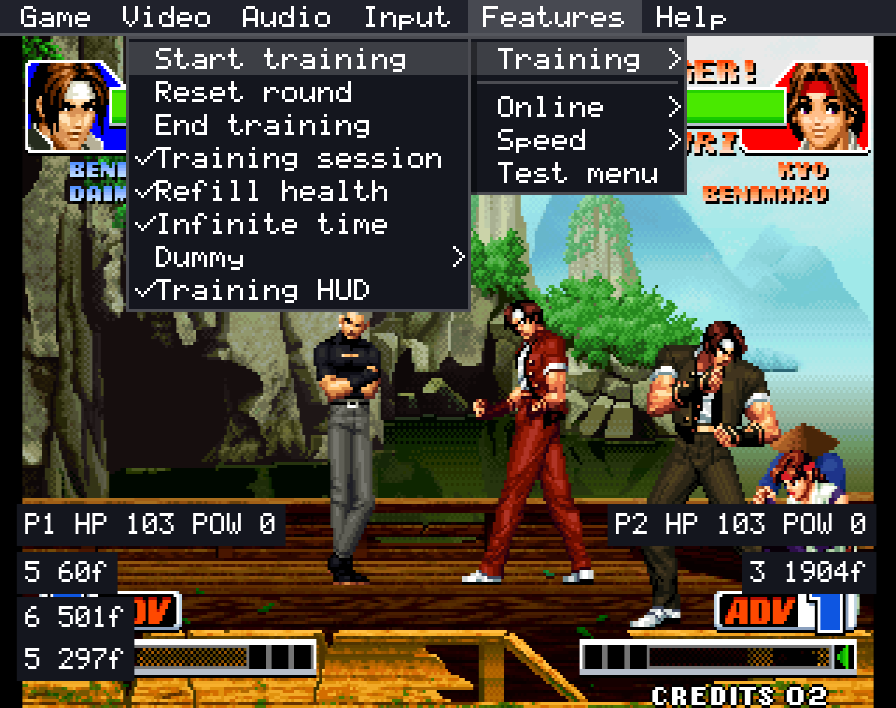 Game Video Audio Input Features Help
Start training
Reset round
End training
Training session
Refill health
Infinite time
Dummy >
Training HUD
Training >
Online >
Speed >
Test menu
KYO
BENIMARU
P1 HP 103 POW 0
5 60f
6 501f
5 297f
P2 HP 103 POW 0
3 1904f
ADV 1
CREDITS 02